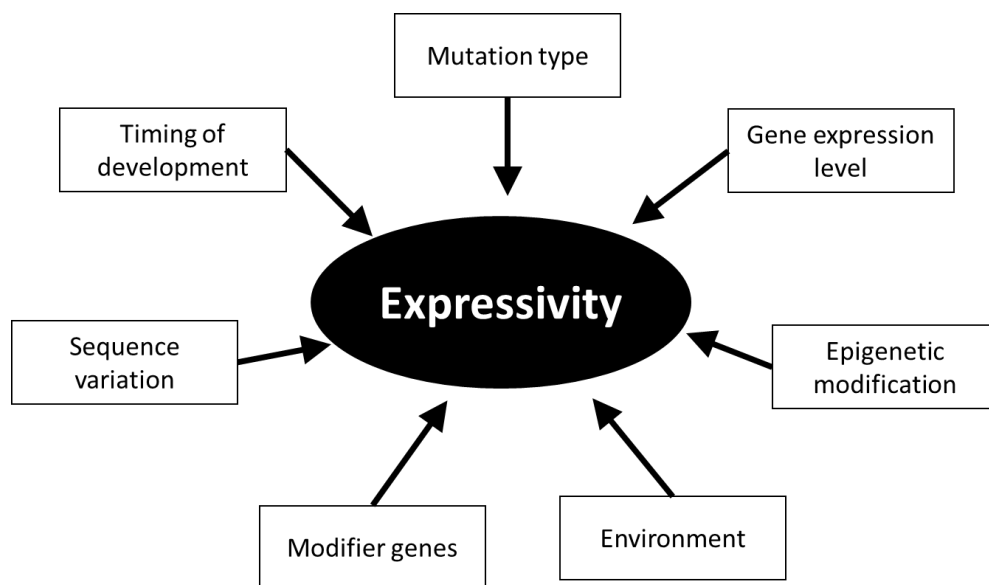 Mutation type
Timing of
development
Gene expression
level
Expressivity
Sequence
variation
Epigenetic
modification
Modifier genes
Environment